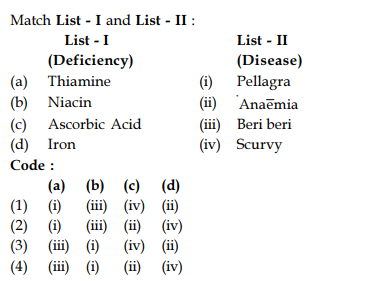 Match List - I and List - II :
List - I List - II
(Deficiency) (Disease)
(a) Thiamine (i) Pellagra
(b) Niacin (ii) Anaēmia
(c) Ascorbic Acid (iii) Beri beri
(d) Iron (iv) Scurvy
Code :
(a) (b) (c) (d)
(1) (i) (iii) (iv) (ii)
(2) (i) (iii) (ii) (iv)
(3) (iii) (i) (iv) (ii)
(4) (iii) (i) (ii) (iv)